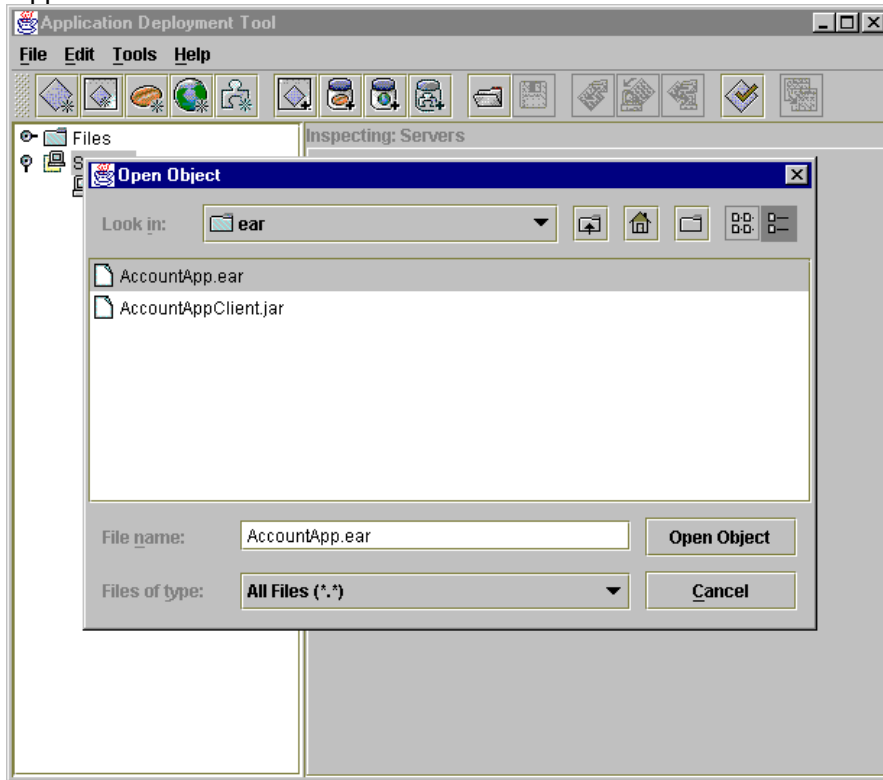 Application Deployment Tool
File Edit Tools Help
Files
Inspecting: Servers
Open Object
Look in: ear
AccountApp.ear
AccountAppClient.jar
File name: AccountApp.ear Open Object
Files of type: All Files (*.*) Cancel